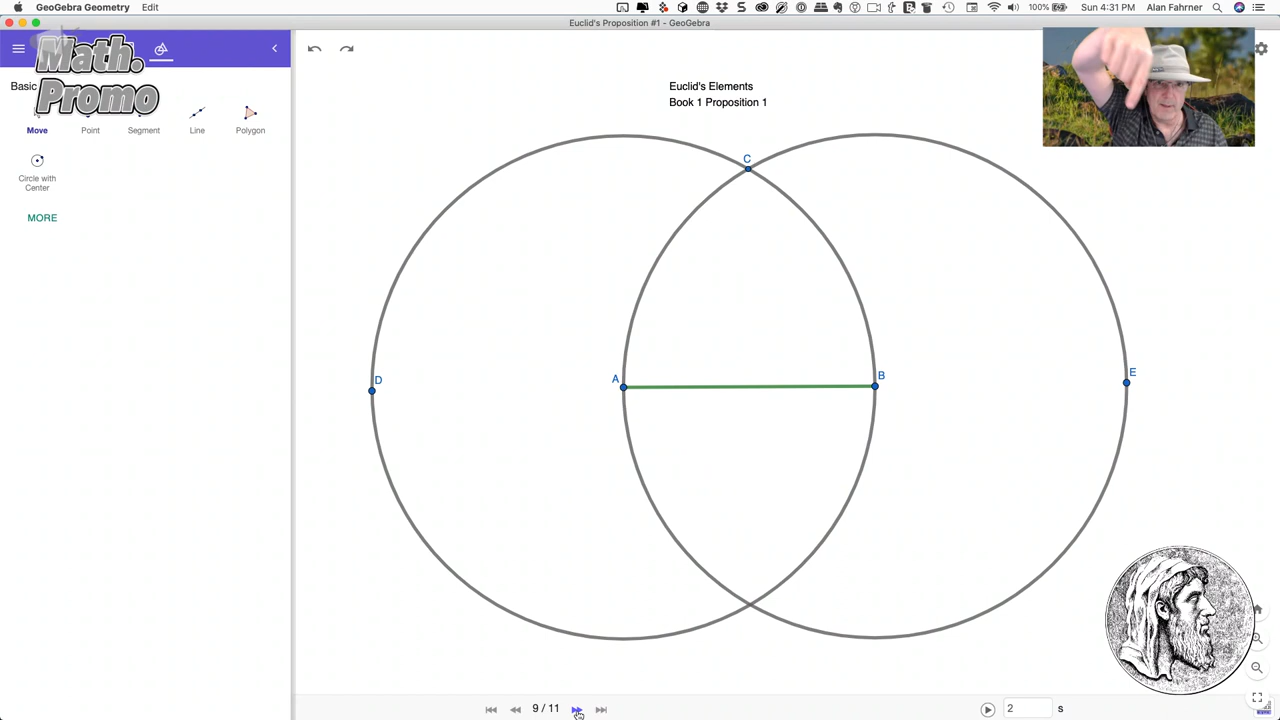 GeoGebra Geometry Edit
100%
Sun 4:31 PM Alan Fahrner
Euclid's Proposition #1 - GeoGebra
Math.
Promo
Basic
Move Point Segment Line Polygon
Circle with
Center
MORE
Euclid's Elements
Book 1 Proposition 1
C
D
A
B
E
9 / 11
2 s